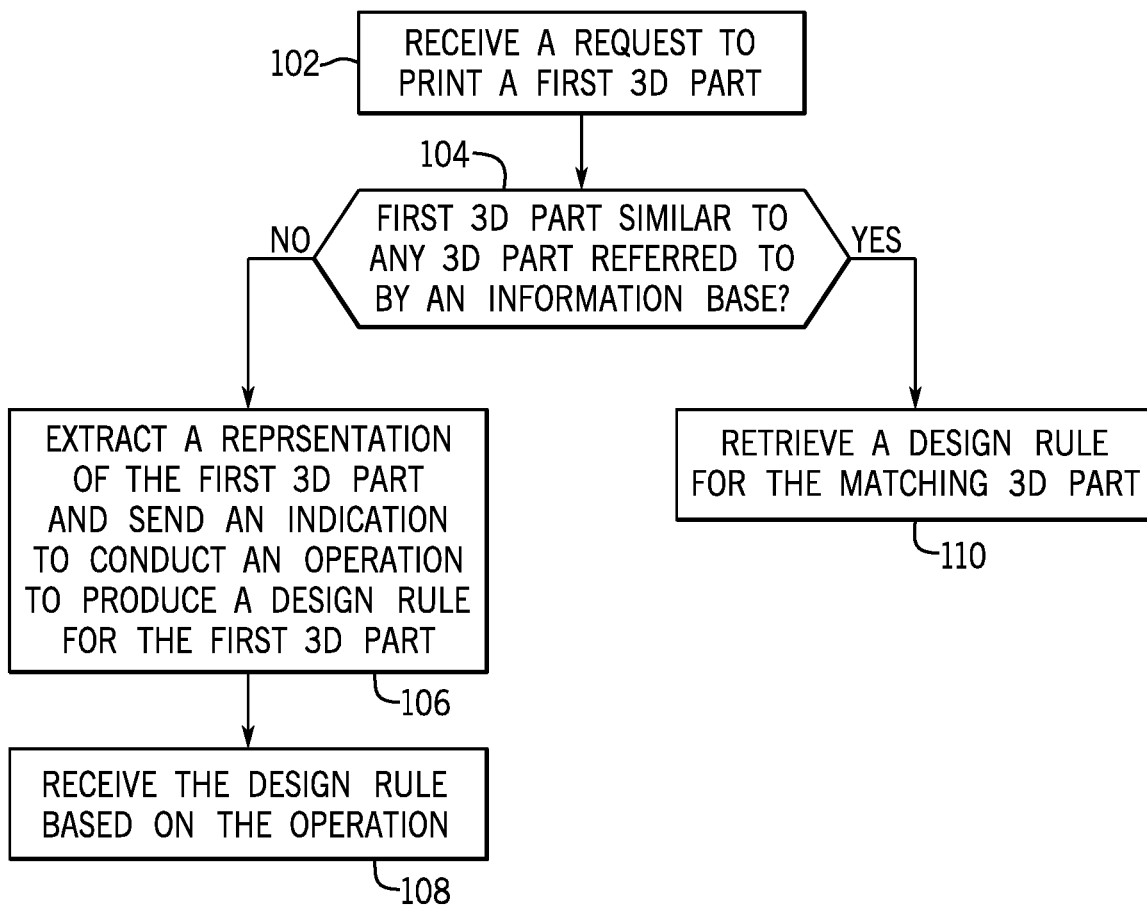 RECEIVE A REQUEST TO
PRINT A FIRST 3D PART
102
104
FIRST 3D PART SIMILAR TO
ANY 3D PART REFERRED TO
BY AN INFORMATION BASE?
NO
YES
EXTRACT A REPRSENTATION
OF THE FIRST 3D PART
AND SEND AN INDICATION
TO CONDUCT AN OPERATION
TO PRODUCE A DESIGN RULE
FOR THE FIRST 3D PART
106
RETRIEVE A DESIGN RULE
FOR THE MATCHING 3D PART
110
RECEIVE THE DESIGN RULE
BASED ON THE OPERATION
108